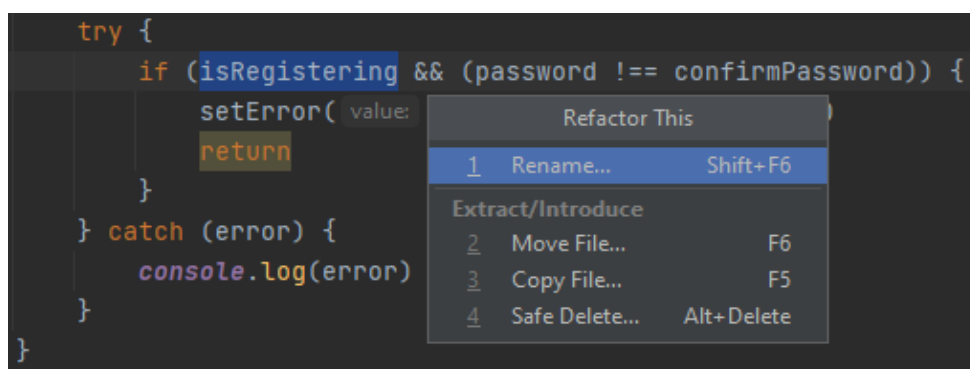 try {
if (isRegistering && (password !== confirmPassword)) {
setError( value: )
return
}
} catch (error) {
console.log(error)
}
}
Refactor This
1 Rename... Shift+F6
Extract/Introduce
2 Move File... F6
3 Copy File... F5
4 Safe Delete... Alt+Delete